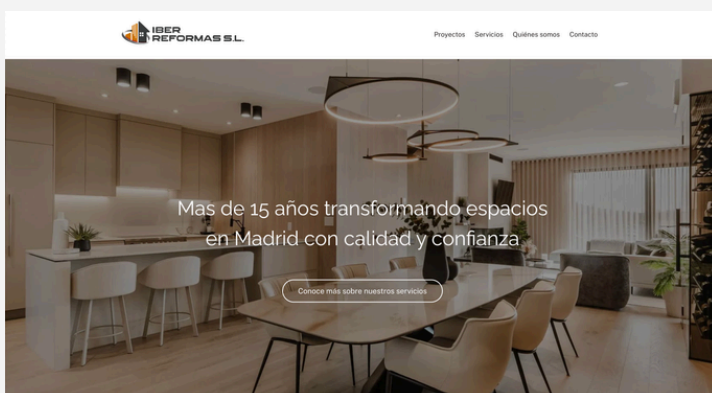 IBER
REFORMAS S.L.
Proyectos Servicios Quiénes somos Contacto
Mas de 15 años transformando espacios
en Madrid con calidad y confianza
Conoce más sobre nuestros servicios